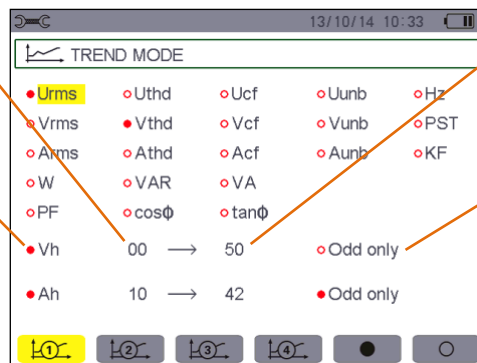 13/10/14 10:33
TREND MODE
Urms Uthd Ucf Uunb Hz
Vrms Vthd Vcf Vunb PST
Arms Athd Acf Aunb KF
W VAR VA
PF cosΦ tanΦ
Vh 00 → 50 Odd only
Ah 10 → 42 Odd only
1 2 3 4